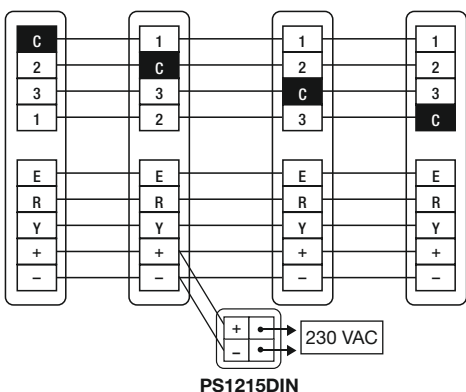 C 1 1 1
2 C 2 2
3 3 C 3
1 2 3 C
E E E E
R R R R
Y Y Y Y
+ + + +
– – – –
+
– 230 VAC
PS1215DIN